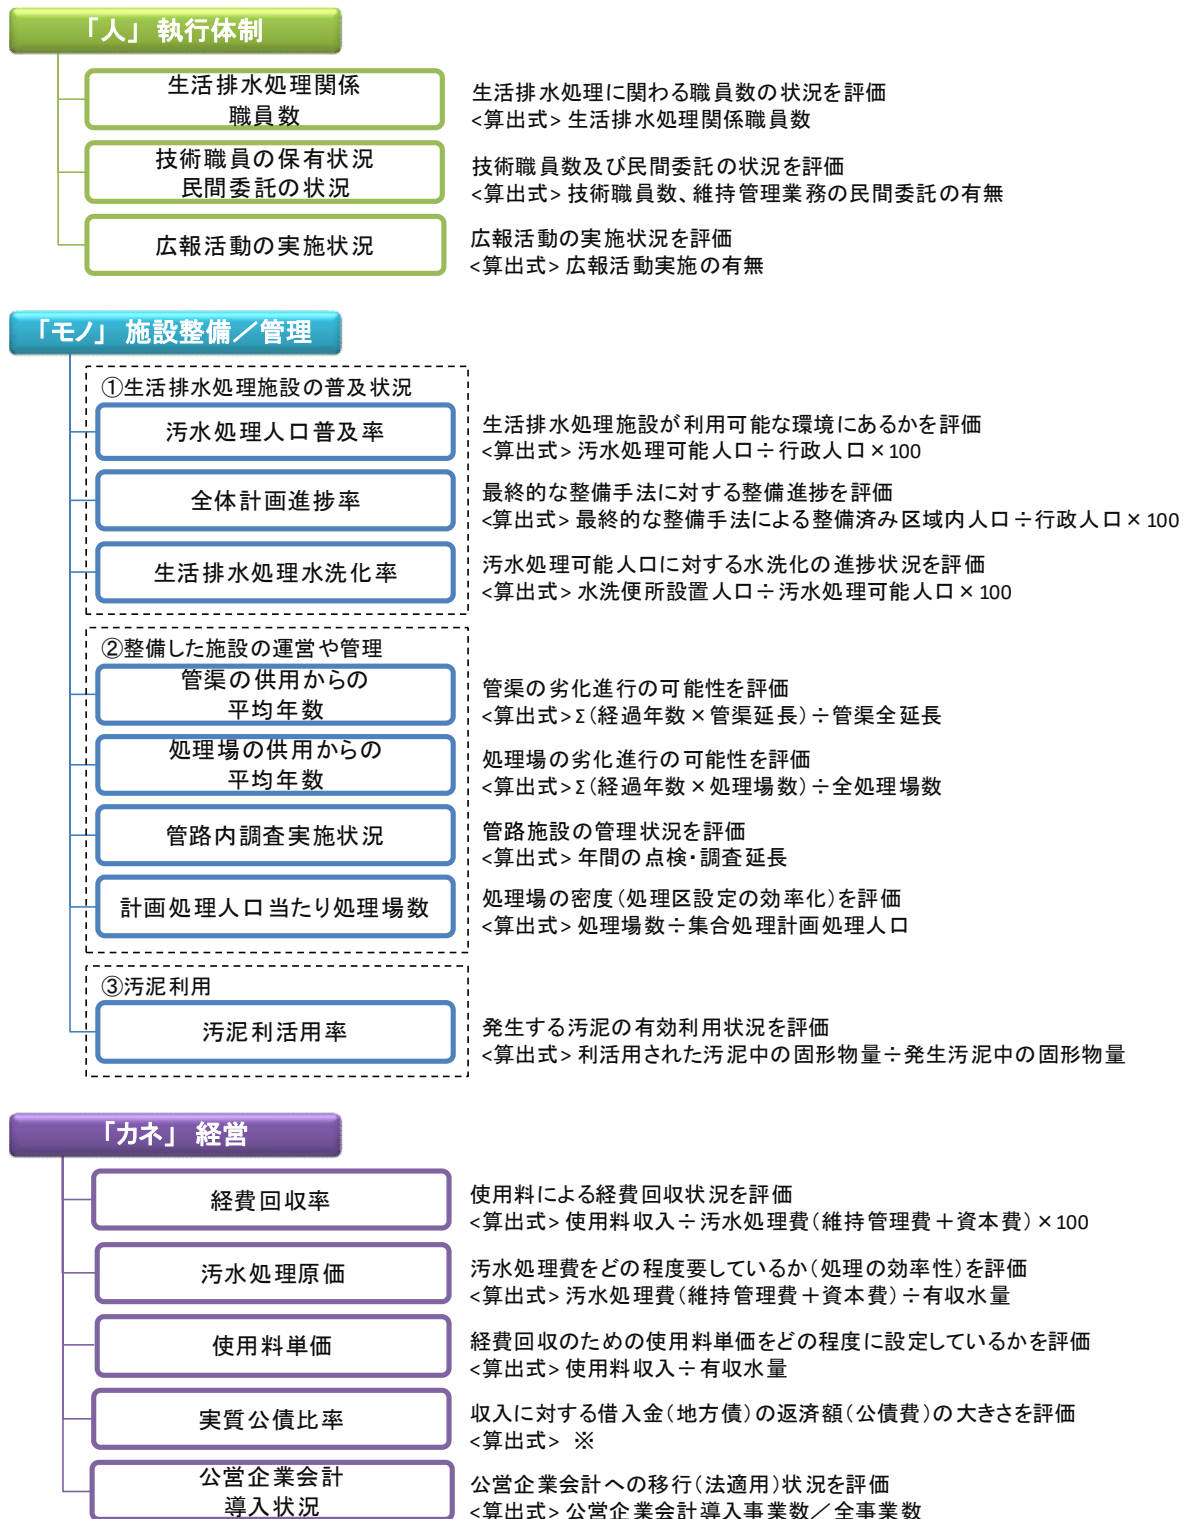 「人」 執行体制
生活排水処理関係
職員数
生活排水処理に関わる職員数の状況を評価
<算出式> 生活排水処理関係職員数
技術職員の保有状況
民間委託の状況
技術職員数及び民間委託の状況を評価
<算出式> 技術職員数、維持管理業務の民間委託の有無
広報活動の実施状況
広報活動の実施状況を評価
<算出式> 広報活動実施の有無
「モノ」 施設整備／管理
①生活排水処理施設の普及状況
汚水処理人口普及率
生活排水処理施設が利用可能な環境にあるかを評価
<算出式> 汚水処理可能人口÷行政人口×100
全体計画進捗率
最終的な整備手法に対する整備進捗を評価
<算出式> 最終的な整備手法による整備済み区域内人口÷行政人口×100
生活排水処理水洗化率
汚水処理可能人口に対する水洗化の進捗状況を評価
<算出式> 水洗便所設置人口÷汚水処理可能人口×100
②整備した施設の運営や管理
管渠の供用からの
平均年数
管渠の劣化進行の可能性を評価
<算出式> Σ（経過年数×管渠延長）÷管渠全延長
処理場の供用からの
平均年数
処理場の劣化進行の可能性を評価
<算出式> Σ（経過年数×処理場数）÷全処理場数
管路内調査実施状況
管路施設の管理状況を評価
<算出式> 年間の点検・調査延長
計画処理人口当たり処理場数
処理場の密度（処理区設定の効率化）を評価
<算出式> 処理場数÷集合処理計画処理人口
③汚泥利用
汚泥利活用率
発生する汚泥の有効利用状況を評価
<算出式> 利活用された汚泥中の固形物量÷発生汚泥中の固形物量
「カネ」 経営
経費回収率
使用料による経費回収状況を評価
<算出式> 使用料収入÷汚水処理費（維持管理費＋資本費）×100
汚水処理原価
汚水処理費をどの程度要しているか（処理の効率性）を評価
<算出式> 汚水処理費（維持管理費＋資本費）÷有収水量
使用料単価
経費回収のための使用料単価をどの程度に設定しているかを評価
<算出式> 使用料収入÷有収水量
実質公債比率
収入に対する借入金（地方債）の返済額（公債費）の大きさを評価
<算出式> ※
公営企業会計
導入状況
公営企業会計への移行（法適用）状況を評価
<算出式> 公営企業会計導入事業数／全事業数